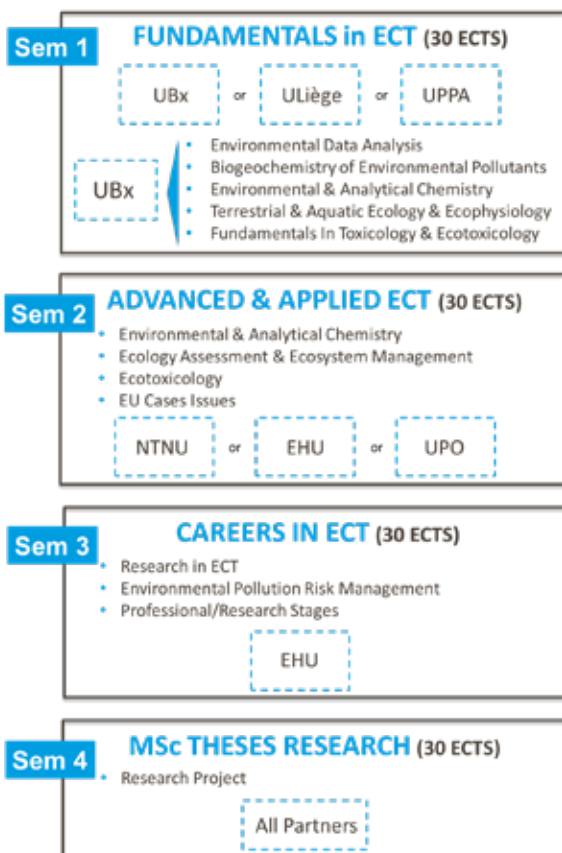 Sem 1
FUNDAMENTALS in ECT (30 ECTS)
UBx or ULiège or UPPA
UBx
• Environmental Data Analysis
• Biogeochemistry of Environmental Pollutants
• Environmental & Analytical Chemistry
• Terrestrial & Aquatic Ecology & Ecophysiology
• Fundamentals In Toxicology & Ecotoxicology
Sem 2
ADVANCED & APPLIED ECT (30 ECTS)
• Environmental & Analytical Chemistry
• Ecology Assessment & Ecosystem Management
• Ecotoxicology
• EU Cases Issues
NTNU or EHU or UPO
Sem 3
CAREERS IN ECT (30 ECTS)
• Research in ECT
• Environmental Pollution Risk Management
• Professional/Research Stages
EHU
Sem 4
MSc THESES RESEARCH (30 ECTS)
• Research Project
All Partners